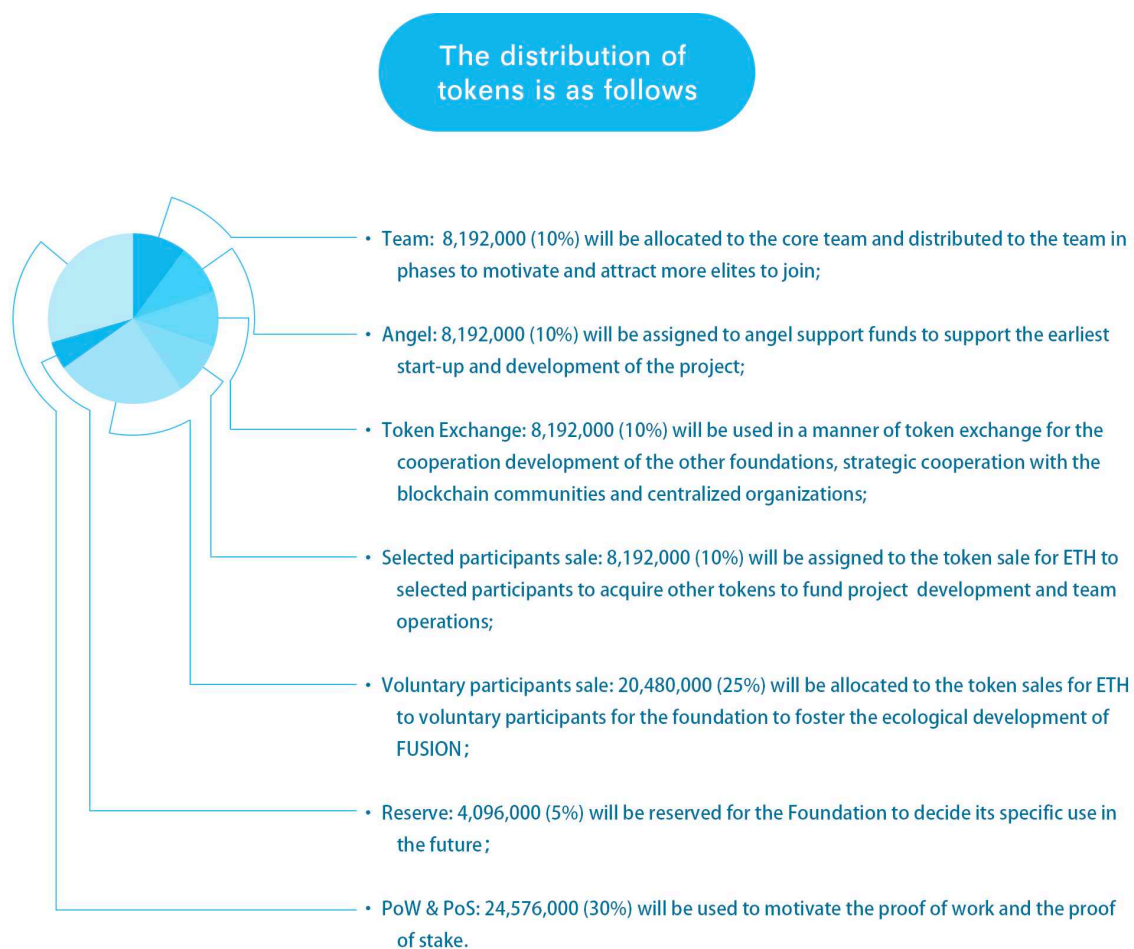 The distribution of
tokens is as follows
• Team: 8,192,000 (10%) will be allocated to the core team and distributed to the team in
phases to motivate and attract more elites to join;
• Angel: 8,192,000 (10%) will be assigned to angel support funds to support the earliest
start-up and development of the project;
• Token Exchange: 8,192,000 (10%) will be used in a manner of token exchange for the
cooperation development of the other foundations, strategic cooperation with the
blockchain communities and centralized organizations;
• Selected participants sale: 8,192,000 (10%) will be assigned to the token sale for ETH to
selected participants to acquire other tokens to fund project development and team
operations;
• Voluntary participants sale: 20,480,000 (25%) will be allocated to the token sales for ETH
to voluntary participants for the foundation to foster the ecological development of
FUSION;
• Reserve: 4,096,000 (5%) will be reserved for the Foundation to decide its specific use in
the future;
• PoW & PoS: 24,576,000 (30%) will be used to motivate the proof of work and the proof
of stake.